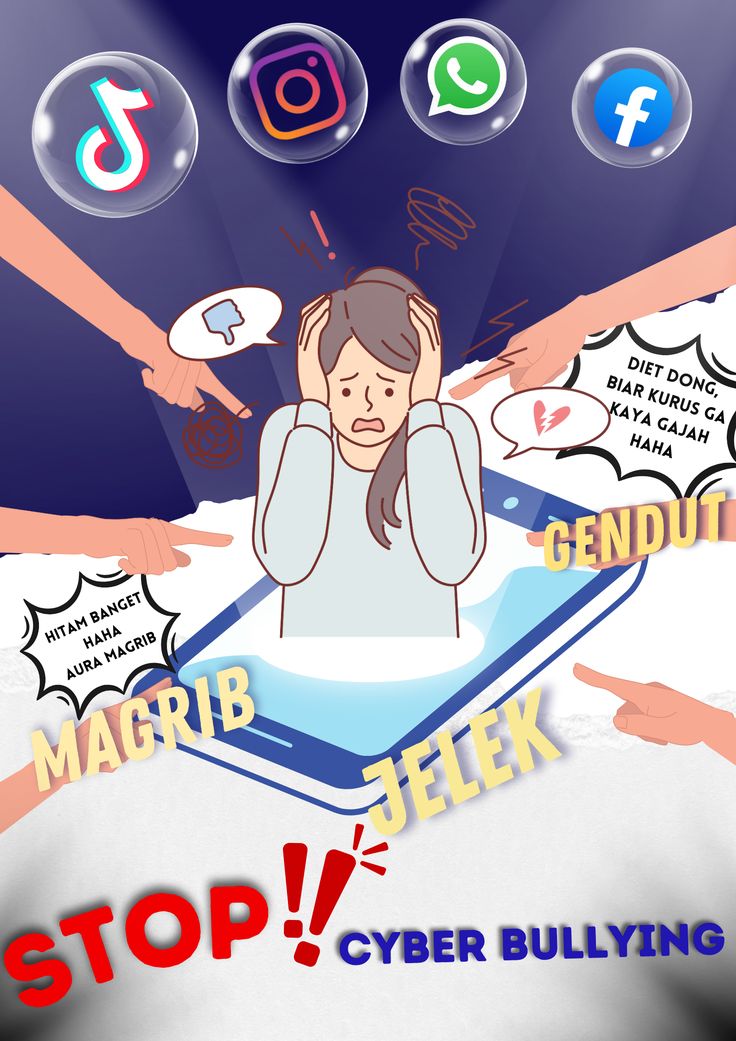 DIET DONG,
BIAR KURUS GA
KAYA GAJAH
HAHA
GENDUT
HITAM BANGET
HAHA
AURA MAGRIB
MAGRIB
JELEK
STOP!!
CYBER BULLYING